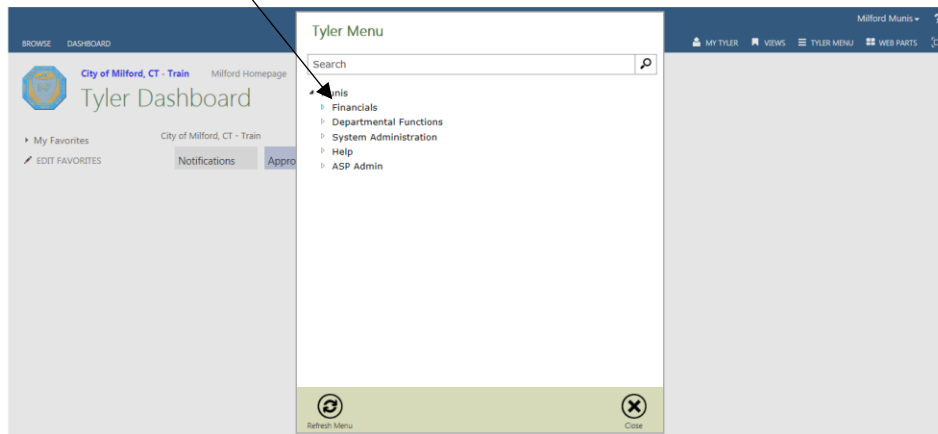 Milford Munis ?
BROWSE DASHBOARD
MY TYLER VIEWS TYLER MENU WEB PARTS
City of Milford, CT - Train Milford Homepage
Tyler Dashboard
My Favorites
EDIT FAVORITES
City of Milford, CT - Train
Notifications Appro
Tyler Menu
Search
unis
Financials
Departmental Functions
System Administration
Help
ASP Admin
Refresh Menu Close